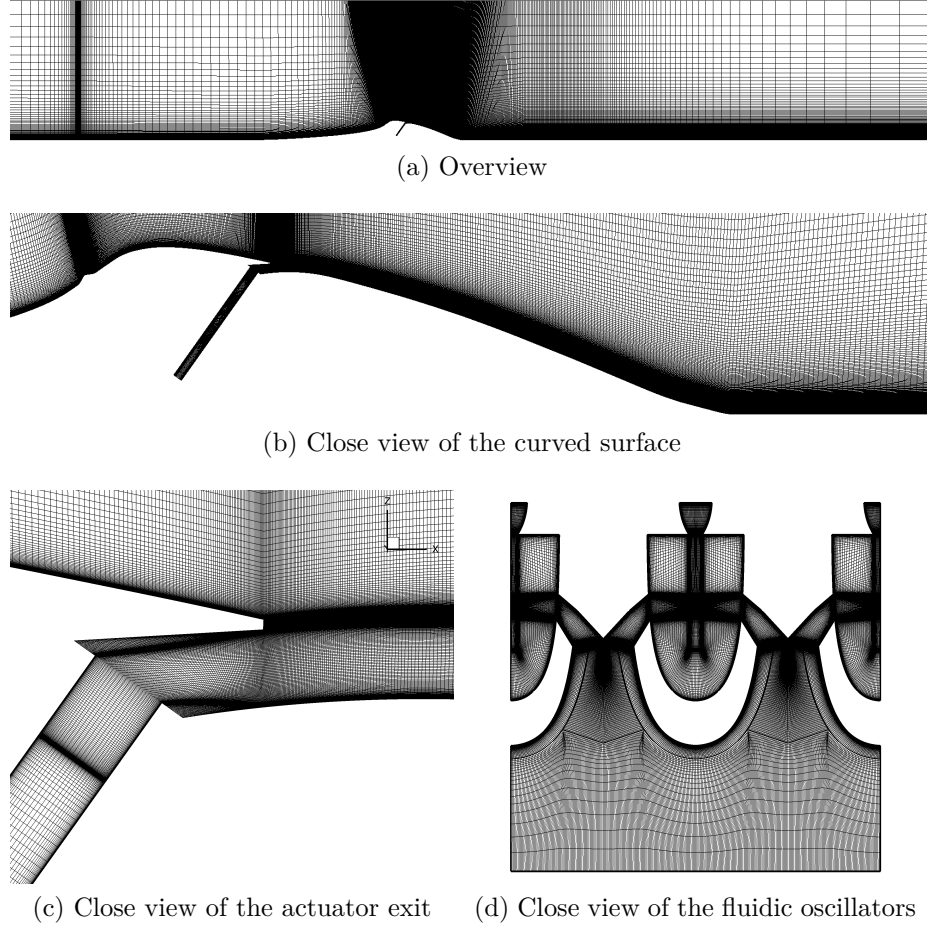 (a) Overview
(b) Close view of the curved surface
Z
X
(c) Close view of the actuator exit
(d) Close view of the fluidic oscillators